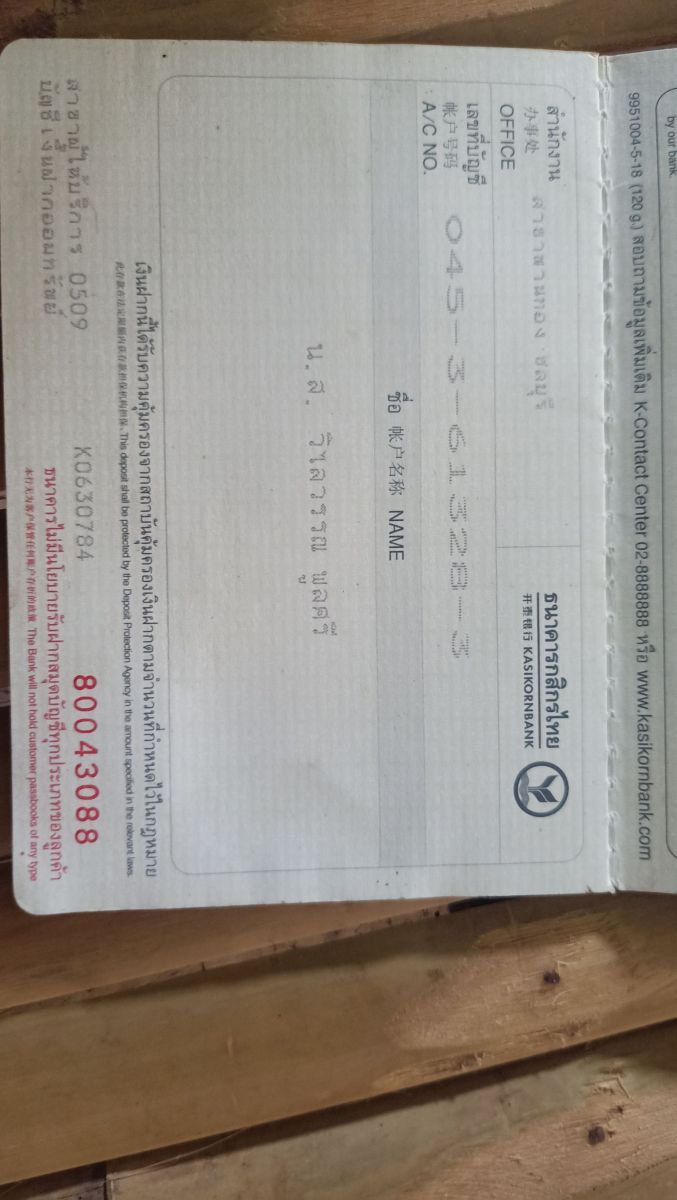 by our bank
9951004-5-18 (120 g.) สอบถามข้อมูลเพิ่มเติม K-Contact Center 02-8888888 หรือ www.kasikornbank.com
สำนักงาน
办事处
OFFICE
สาขาสวนทอง ชลบุรี
ธนาคารกสิกรไทย
开泰银行 KASIKORNBANK
เลขที่บัญชี
帐户号码
A/C NO.
045-3-61328-3
ชื่อ 帐户名称 NAME
น.ส. วิไลวรรณ พูลศรี
เงินฝากนี้ได้รับความคุ้มครองจากสถาบันคุ้มครองเงินฝากตามจำนวนที่กำหนดไว้ในกฎหมาย
This deposit shall be protected by the Deposit Protection Agency in the amount specified in the relevant laws.
สาขาผู้ให้บริการ 0509 K0630784 80043088
บัญชีเงินฝากออมทรัพย์
ธนาคารไม่มีนโยบายรับฝากสมุดบัญชีทุกประเภทของลูกค้า
The Bank will not hold customer passbooks of any type